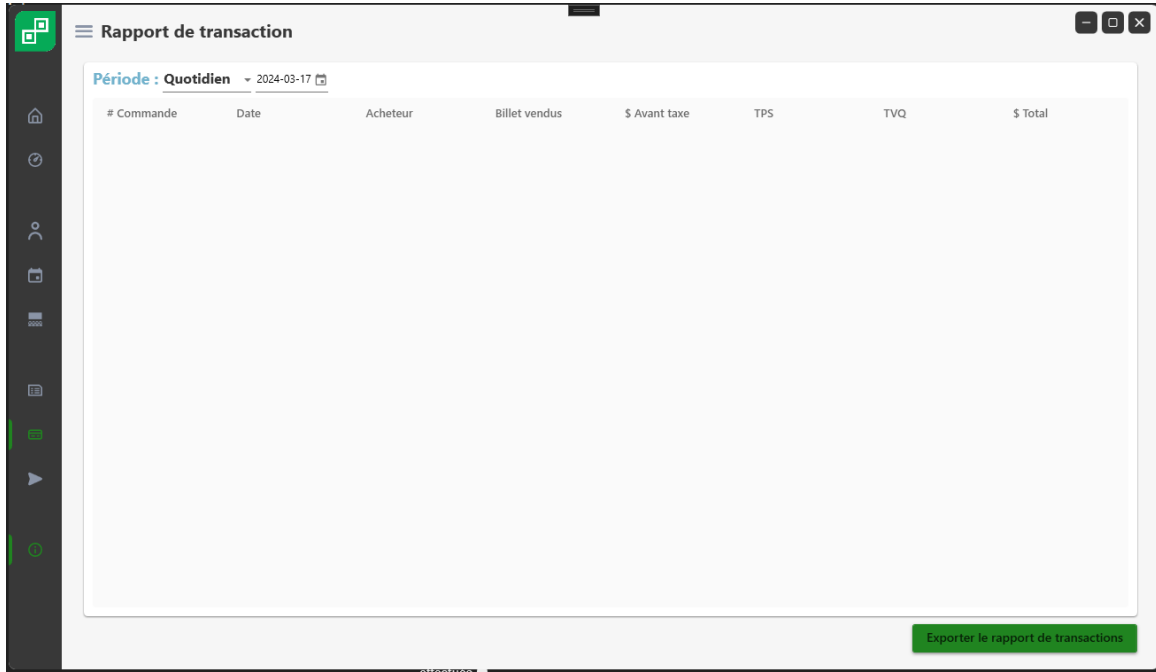 Rapport de transaction
Période : Quotidien 2024-03-17
# Commande Date Acheteur Billet vendus $ Avant taxe TPS TVQ $ Total
Exporter le rapport de transactions